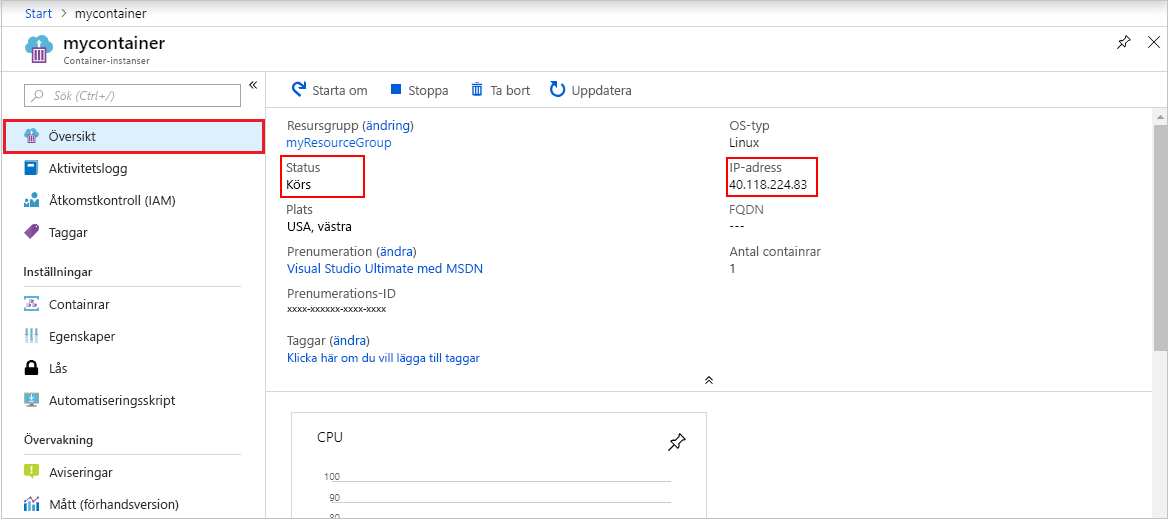 Start > mycontainer
mycontainer
Container-instanser
Sök (Ctrl+/)
Översikt
Aktivitetslogg
Åtkomstkontroll (IAM)
Taggar
Inställningar
Containrar
Egenskaper
Lås
Automatiseringsskript
Övervakning
Aviseringar
Mått (förhandsversion)
Starta om
Stoppa
Ta bort
Uppdatera
Resursgrupp (ändring)
myResourceGroup
Status
Körs
Plats
USA, västra
Prenumeration (ändra)
Visual Studio Ultimate med MSDN
Prenumerations-ID
xxxx-xxxxxx-xxxx-xxxx
Taggar (ändra)
Klicka här om du vill lägga till taggar
OS-typ
Linux
IP-adress
40.118.224.83
FQDN
---
Antal containrar
1
CPU
100
90
80